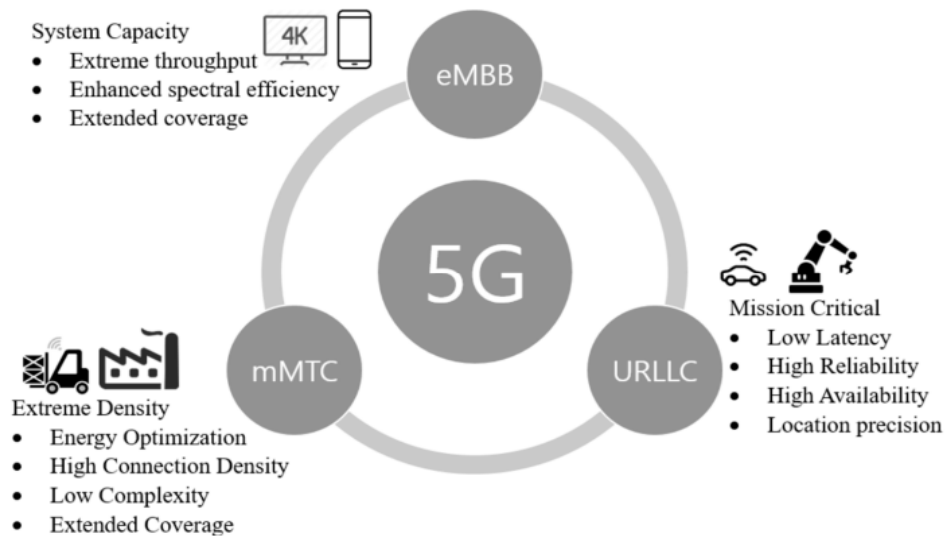 System Capacity
• Extreme throughput
• Enhanced spectral efficiency
• Extended coverage
4K
eMBB
5G
mMTC
URLLC
Mission Critical
• Low Latency
• High Reliability
• High Availability
• Location precision
Extreme Density
• Energy Optimization
• High Connection Density
• Low Complexity
• Extended Coverage